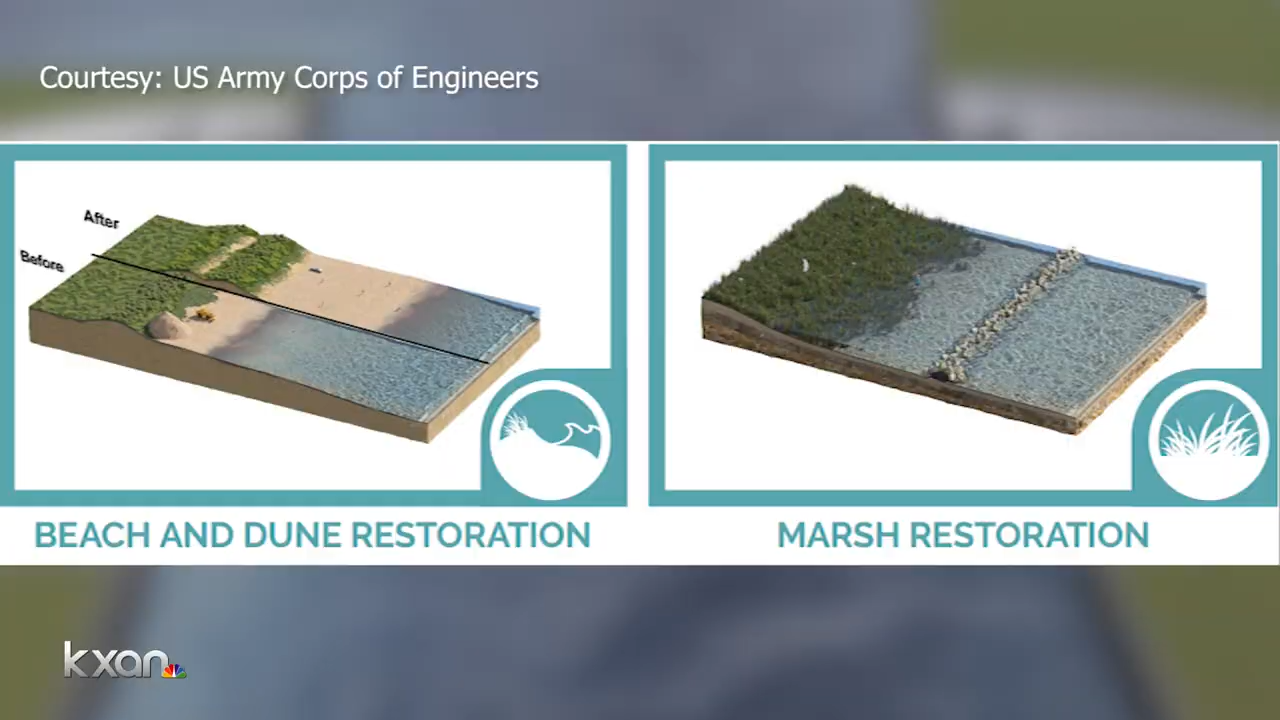 Courtesy: US Army Corps of Engineers
After
Before
BEACH AND DUNE RESTORATION
MARSH RESTORATION
kxan